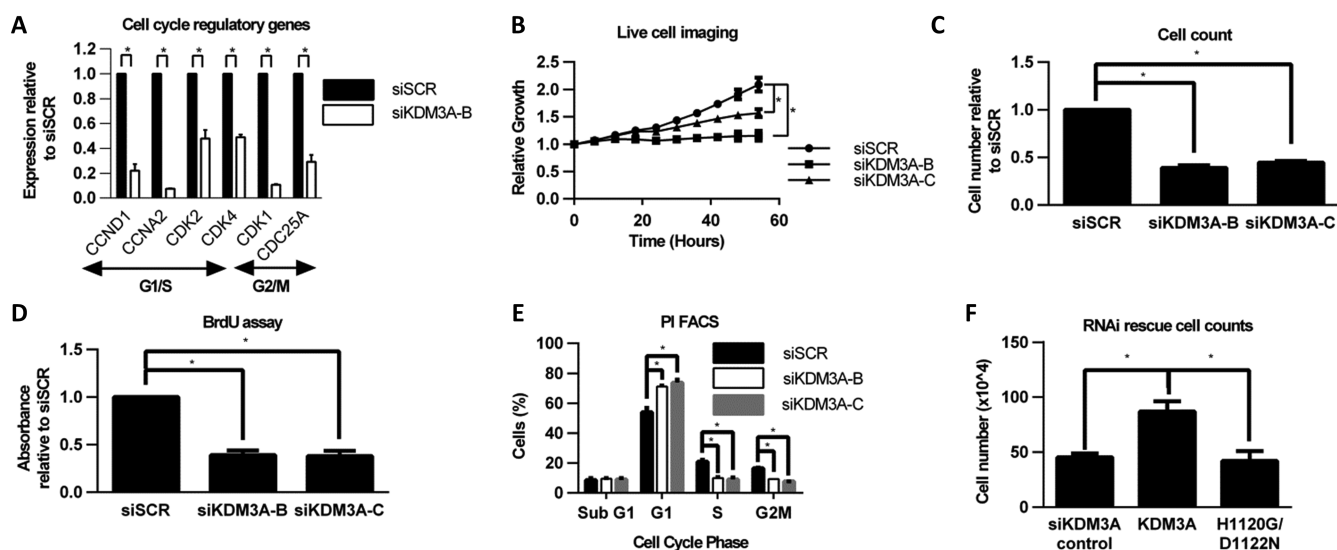 A
Cell cycle regulatory genes
Expression relative
to siSCR
1.2
1.0
0.8
0.6
0.4
0.2
0.0
* * * * * *
siSCR
siKDM3A-B
CCND1
CCNA2
CDK2
CDK4
CDK1
CDC25A
G1/S
G2/M
B
Live cell imaging
Relative Growth
2.5
2.0
1.5
1.0
0.5
0.0
0 20 40 60
Time (Hours)
*
*
siSCR
siKDM3A-B
siKDM3A-C
C
Cell count
Cell number relative
to siSCR
1.5
1.0
0.5
0.0
*
*
siSCR siKDM3A-B siKDM3A-C
D
BrdU assay
Absorbance
relative to siSCR
1.5
1.0
0.5
0.0
*
*
siSCR siKDM3A-B siKDM3A-C
E
PI FACS
Cells (%)
100
80
60
40
20
0
*
*
*
*
*
*
siSCR
siKDM3A-B
siKDM3A-C
Sub G1 G1 S G2M
Cell Cycle Phase
F
RNAi rescue cell counts
Cell number (x10^4)
150
100
50
0
* *
siKDM3A KDM3A H1120G/
control D1122N